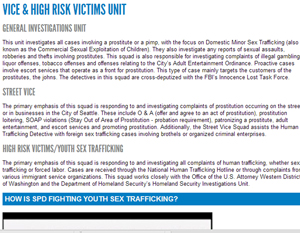 VICE & HIGH RISK VICTIMS UNIT
GENERAL INVESTIGATIONS UNIT
This unit investigates all cases involving a prostitute or a pimp, with the focus on Domestic Minor Sex Trafficking (also
known as the Commercial Sexual Exploitation of Children). They also investigate any reports of sexual assaults,
robberies and thefts involving prostitutes. This squad is also responsible for investigating complaints of illegal gambling
liquor offenses, tobacco offenses and offenses relating to the City's Adult Entertainment Ordinance. Proactive cases
involve escort services that operate as a front for prostitution. This type of case mainly targets the customers of the
prostitutes, the johns. The detectives in this squad are cross-deputized with the FBI's Innocence Lost Task Force.
STREET VICE
The primary emphasis of this squad is responding to and investigating complaints of prostitution occurring on the stree
or in businesses in the City of Seattle. These include O & A (offer and agree to an act of prostitution), prostitution
loitering, SOAP violations (Stay Out of Area of Prostitution - probation requirement), patronizing a prostitute, adult
entertainment, and escort services and promoting prostitution. Additionally, the Street Vice Squad assists the Human
Trafficking Detective with foreign sex trafficking cases involving brothels or organized criminal enterprises.
HIGH RISK VICTIMS/YOUTH SEX TRAFFICKING
The primary emphasis of this squad is responding to and investigating all complaints of human trafficking, whether sex
trafficking or forced labor. Cases are received through the National Human Trafficking Hotline or through complaints from
various immigrant service organizations. This squad works closely with the Office of the U.S. Attorney Western District
of Washington and the Department of Homeland Security's Homeland Security Investigations Unit.
HOW IS SPD FIGHTING YOUTH SEX TRAFFICKING?